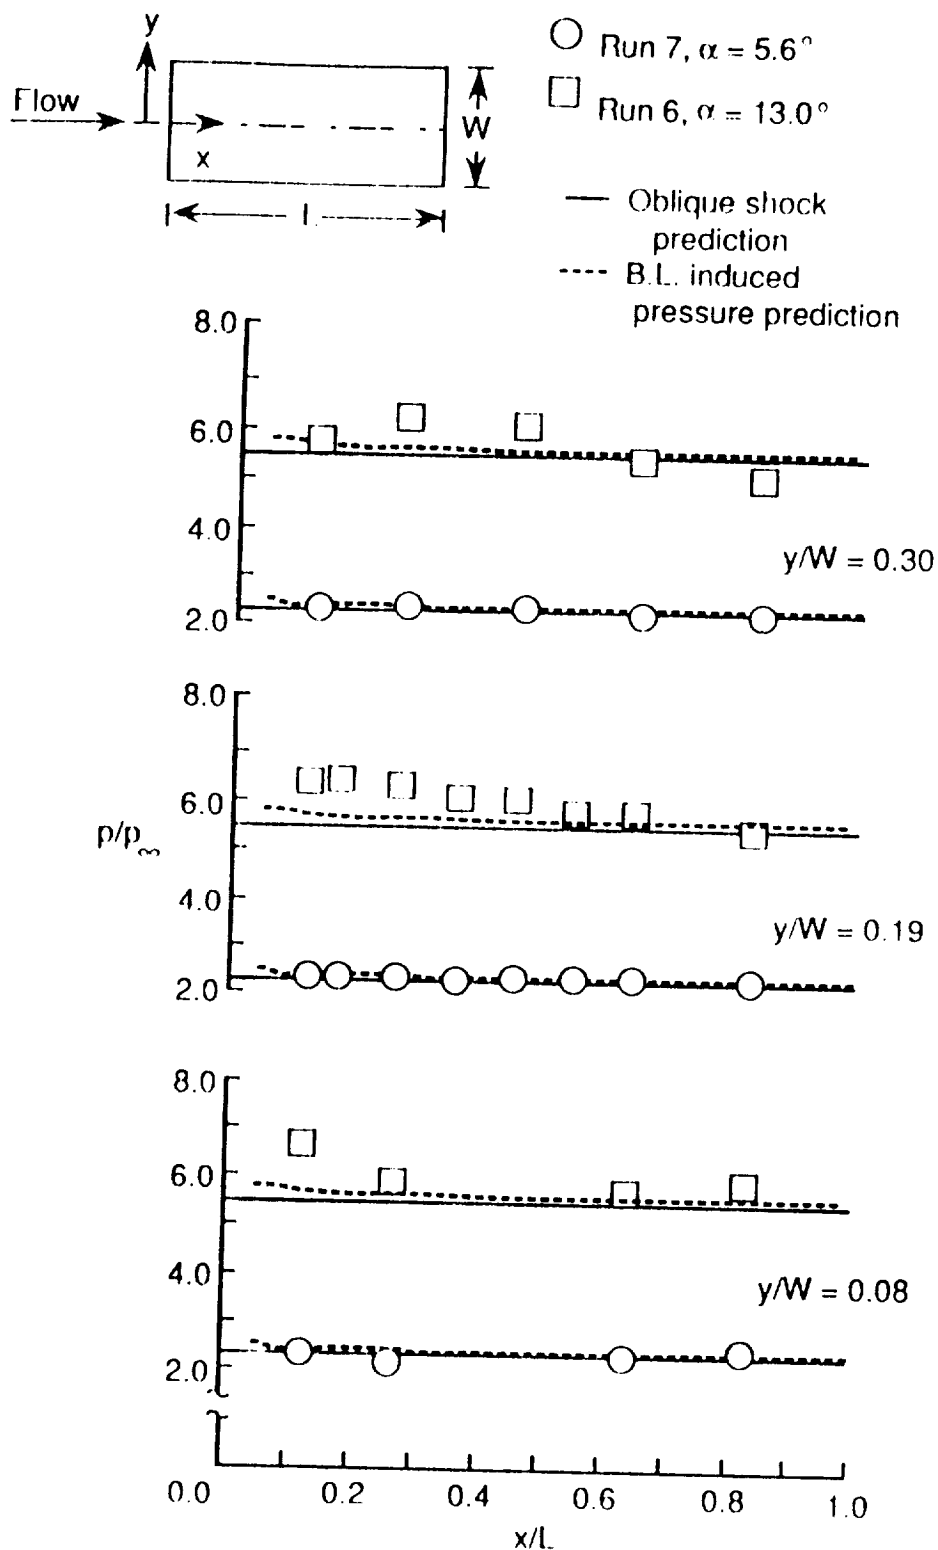 y
Flow
x
W
Run 7, α = 5.6°
Run 6, α = 13.0°
Oblique shock
prediction
B.L. induced
pressure prediction
8.0
6.0
4.0
2.0
y/W = 0.30
8.0
6.0
4.0
2.0
p/p∞
y/W = 0.19
8.0
6.0
4.0
2.0
y/W = 0.08
0.0 0.2 0.4 0.6 0.8 1.0
x/L